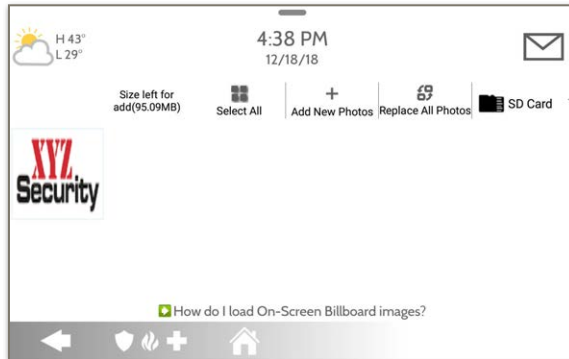 H 43°
L 29°
4:38 PM
12/18/18
Size left for
add(95.09MB)
Select All
Add New Photos
Replace All Photos
SD Card
XYZ
Security
How do I load On-Screen Billboard images?